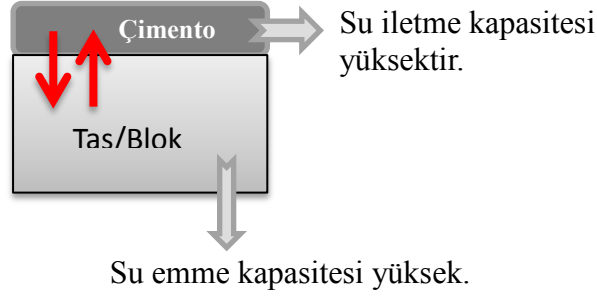 Çimento
Su iletme kapasitesi
yüksektir.
Tas/Blok
Su emme kapasitesi yüksek.